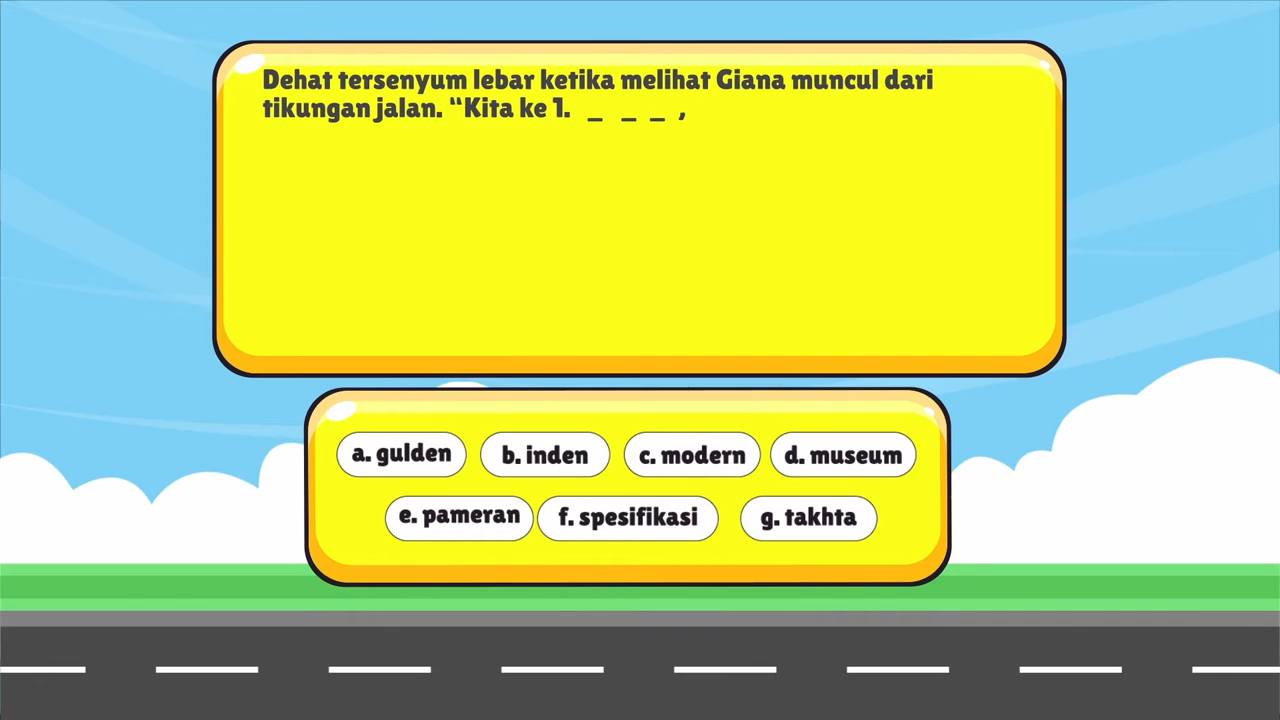 Dehat tersenyum lebar ketika melihat Giana muncul dari
tikungan jalan. “Kita ke 1. _ _ _ ,
a. gulden b. inden c. modern d. museum
e. pameran f. spesifikasi g. takhta